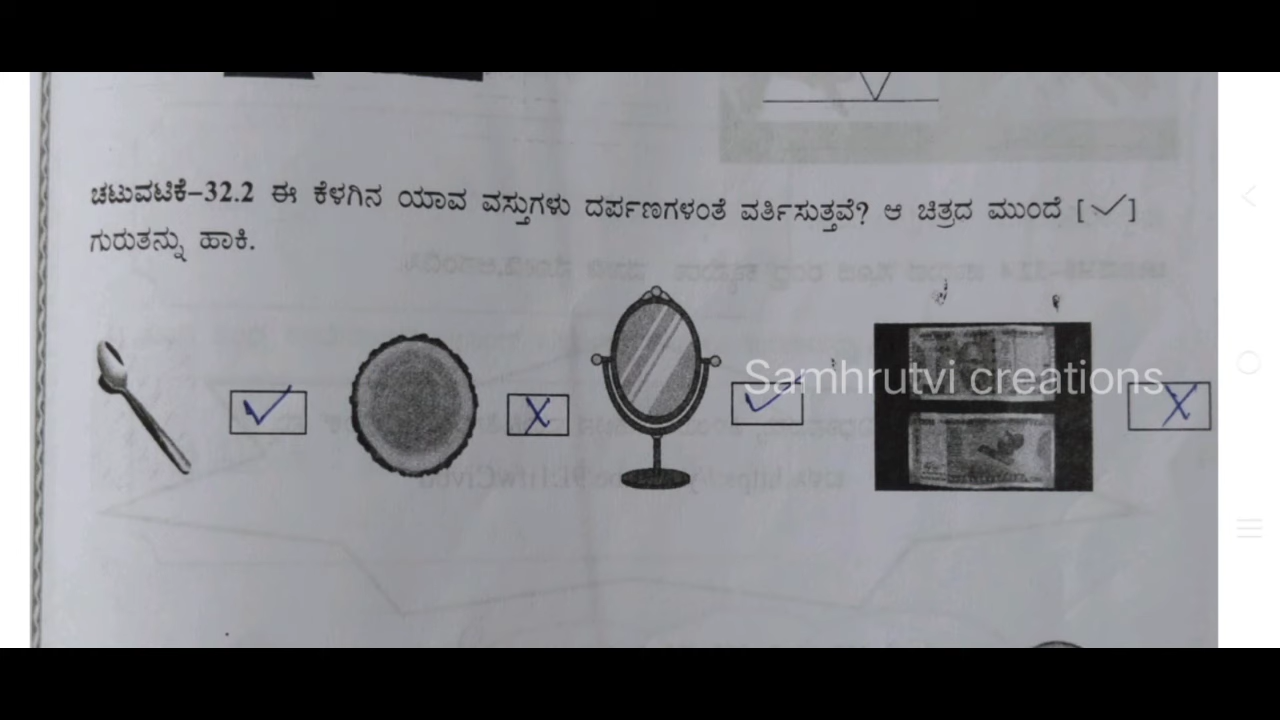 ಚಟುವಟಿಕೆ–32.2 ಈ ಕೆಳಗಿನ ಯಾವ ವಸ್ತುಗಳು ದರ್ಪಣಗಳಂತೆ ವರ್ತಿಸುತ್ತವೆ? ಆ ಚಿತ್ರದ ಮುಂದೆ [✓]
ಗುರುತನ್ನು ಹಾಕಿ.
✓ X ✓ X
Samhrutvi creations